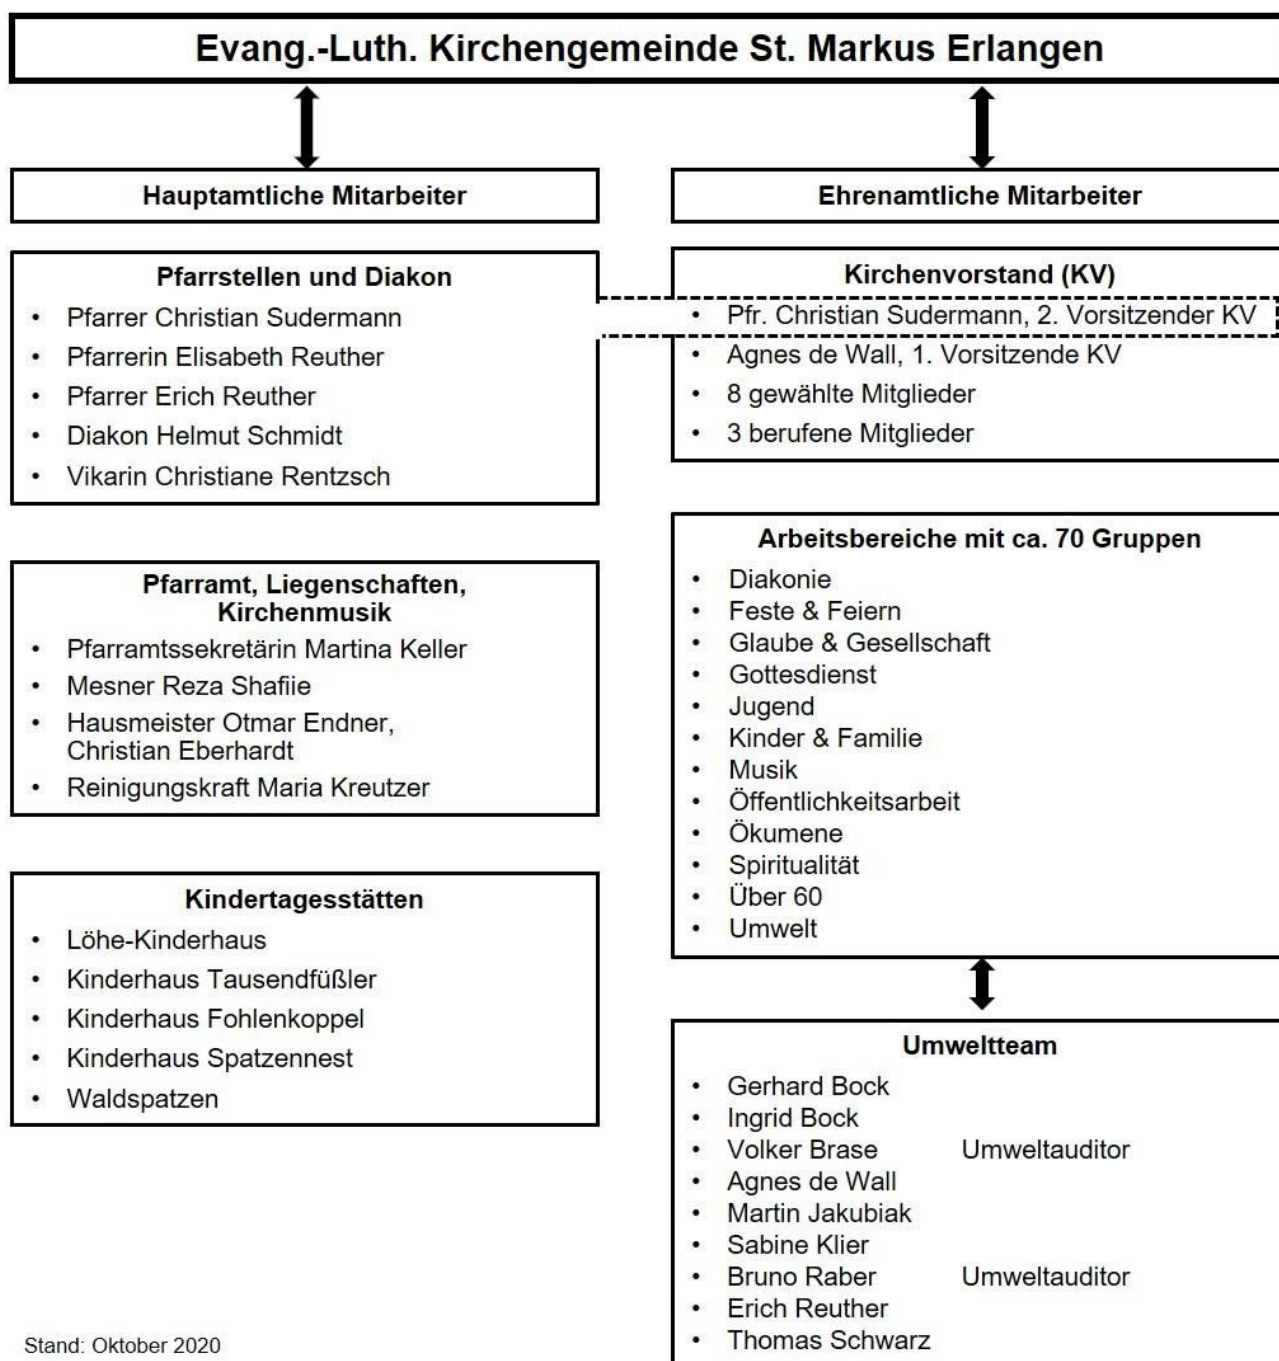 Evang.-Luth. Kirchengemeinde St. Markus Erlangen
Hauptamtliche Mitarbeiter
Pfarrstellen und Diakon
• Pfarrer Christian Sudermann
• Pfarrerin Elisabeth Reuther
• Pfarrer Erich Reuther
• Diakon Helmut Schmidt
• Vikarin Christiane Rentzsch
Pfarramt, Liegenschaften,
Kirchenmusik
• Pfarramtssekretärin Martina Keller
• Mesner Reza Shafiie
• Hausmeister Otmar Endner,
Christian Eberhardt
• Reinigungskraft Maria Kreutzer
Kindertagesstätten
• Löhe-Kinderhaus
• Kinderhaus Tausendfüßler
• Kinderhaus Fohlenkoppel
• Kinderhaus Spatzennest
• Waldspatzen
Ehrenamtliche Mitarbeiter
Kirchenvorstand (KV)
• Pfr. Christian Sudermann, 2. Vorsitzender KV
• Agnes de Wall, 1. Vorsitzende KV
• 8 gewählte Mitglieder
• 3 berufene Mitglieder
Arbeitsbereiche mit ca. 70 Gruppen
• Diakonie
• Feste & Feiern
• Glaube & Gesellschaft
• Gottesdienst
• Jugend
• Kinder & Familie
• Musik
• Öffentlichkeitsarbeit
• Ökumene
• Spiritualität
• Über 60
• Umwelt
Umweltteam
• Gerhard Bock
• Ingrid Bock
• Volker Brase Umweltauditor
• Agnes de Wall
• Martin Jakubiak
• Sabine Klier
• Bruno Raber Umweltauditor
• Erich Reuther
• Thomas Schwarz
Stand: Oktober 2020